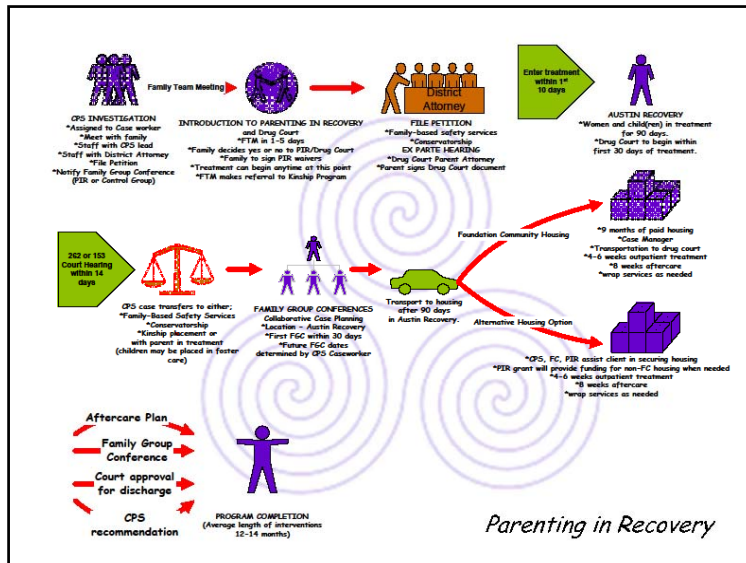 CPS INVESTIGATION
*Assigned to Case worker
*Meet with family
*Staff with CPS lead
*Staff with District Attorney
*File Petition
*Notify Family Group Conference
(PIR or Control Group)
Family Team Meeting
INTRODUCTION TO PARENTING IN RECOVERY
and Drug Court
*FTM in 1-5 days
*Family decides yes or no to PIR/Drug Court
*Family to sign PIR waivers
*Treatment can begin anytime at this point
*FTM makes referral to Kinship Program
District
Attorney
FILE PETITION
*Family-based safety services
*Conservatorship
EX PARTE HEARING
*Drug Court Parent Attorney
*Parent signs Drug Court document
Enter treatment
within 1st
10 days
AUSTIN RECOVERY
*Women and child(ren) in treatment
for 90 days.
*Drug Court to begin within
first 30 days of treatment.
262 or 153
Court Hearing
within 14
days
CPS case transfers to either;
*Family-Based Safety Services
*Conservatorship
*Kinship placement or
with parent in treatment
(children may be placed in foster
care)
FAMILY GROUP CONFERENCES
Collaborative Case Planning
*Location - Austin Recovery
*First FGC within 30 days
*Future FGC dates
determined by CPS Caseworker
Transport to housing
after 90 days
in Austin Recovery.
Foundation Community Housing
*9 months of paid housing
*Case Manager
*Transportation to drug court
*4-6 weeks outpatient treatment
*8 weeks aftercare
*wrap services as needed
Alternative Housing Option
*CPS, FC, PIR assist client in securing housing
*PIR grant will provide funding for non-FC housing when needed
*4-6 weeks outpatient treatment
*8 weeks aftercare
*wrap services as needed
Aftercare Plan
Family Group
Conference
Court approval
for discharge
CPS
recommendation
PROGRAM COMPLETION
(Average length of interventions
12-14 months)
Parenting in Recovery